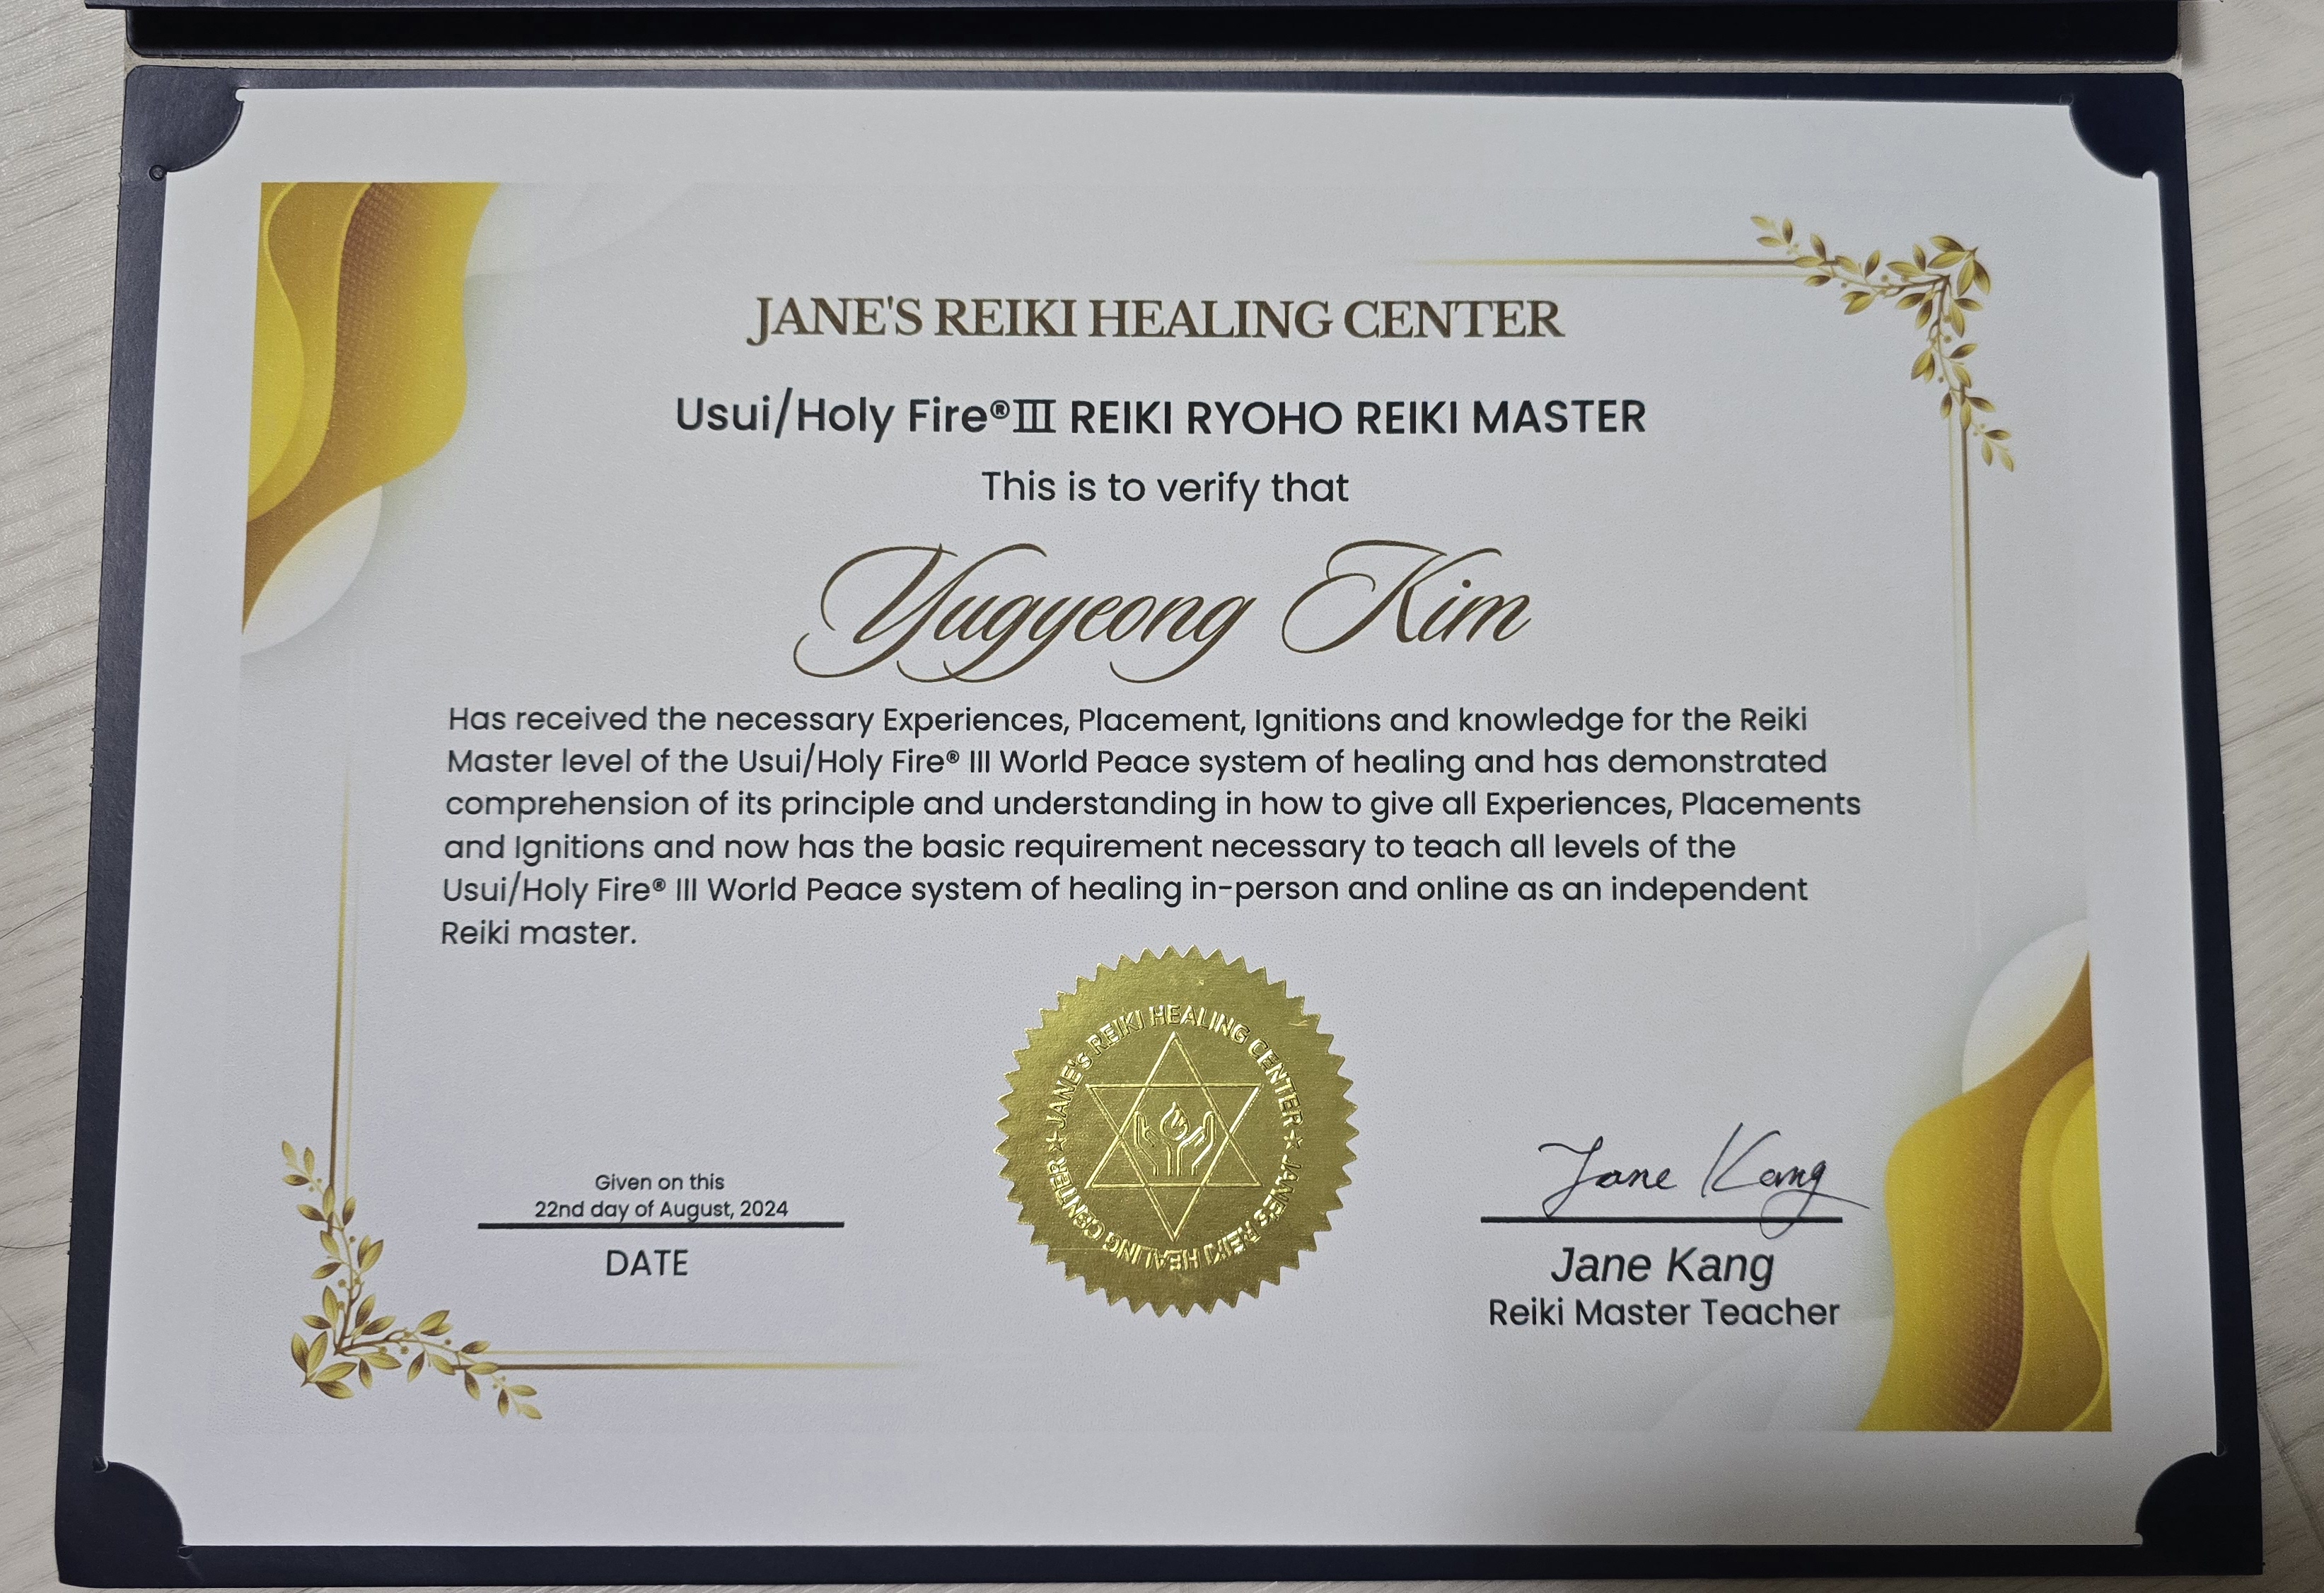 JANE'S REIKI HEALING CENTER
Usui/Holy Fire®III REIKI RYOHO REIKI MASTER
This is to verify that
Yugyeong Kim
Has received the necessary Experiences, Placement, Ignitions and knowledge for the Reiki
Master level of the Usui/Holy Fire® III World Peace system of healing and has demonstrated
comprehension of its principle and understanding in how to give all Experiences, Placements
and Ignitions and now has the basic requirement necessary to teach all levels of the
Usui/Holy Fire® III World Peace system of healing in-person and online as an independent
Reiki master.
JANE'S REIKI HEALING CENTER ★ JANE'S REIKI HEALING CENTER ★
Given on this
22nd day of August, 2024
DATE
Jane Kang
Jane Kang
Reiki Master Teacher